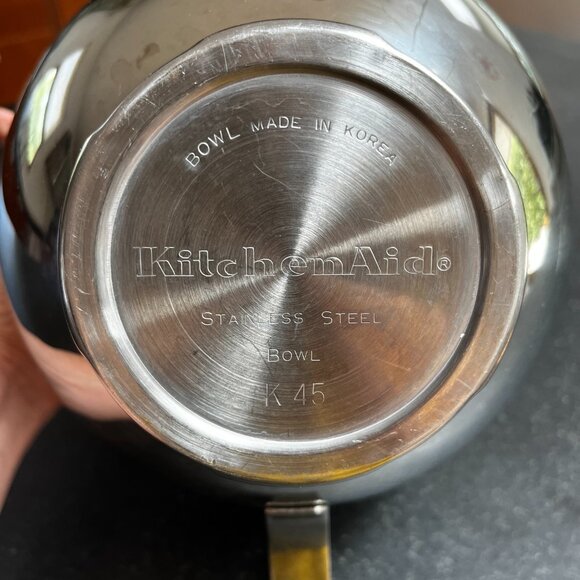 BOWL MADE IN KOREA
KitchenAid®
STAINLESS STEEL
BOWL
K 45